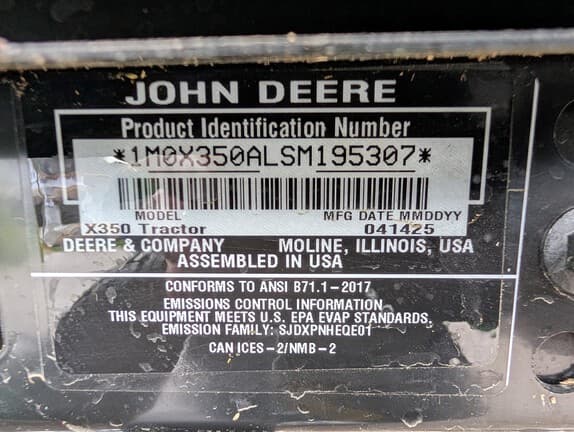 JOHN DEERE
Product Identification Number
*1M0X350ALSM195307*
MODEL MFG DATE MMDDYY
X350 Tractor 041425
DEERE & COMPANY MOLINE, ILLINOIS, USA
ASSEMBLED IN USA
CONFORMS TO ANSI B71.1-2017
EMISSIONS CONTROL INFORMATION
THIS EQUIPMENT MEETS U.S. EPA EVAP STANDARDS.
EMISSION FAMILY: SJDXPNHEQE01
CAN ICES-2/NMB-2